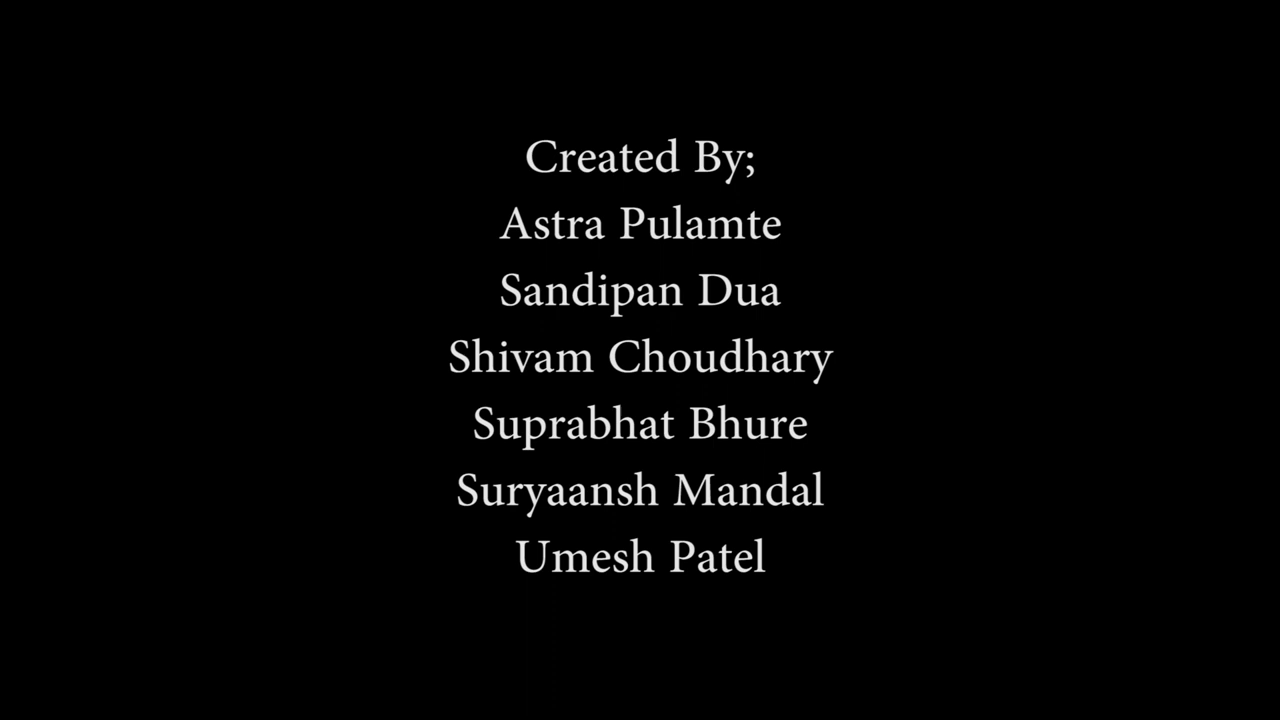 Created By;
Astra Pulamte
Sandipan Dua
Shivam Choudhary
Suprabhat Bhure
Suryaansh Mandal
Umesh Patel